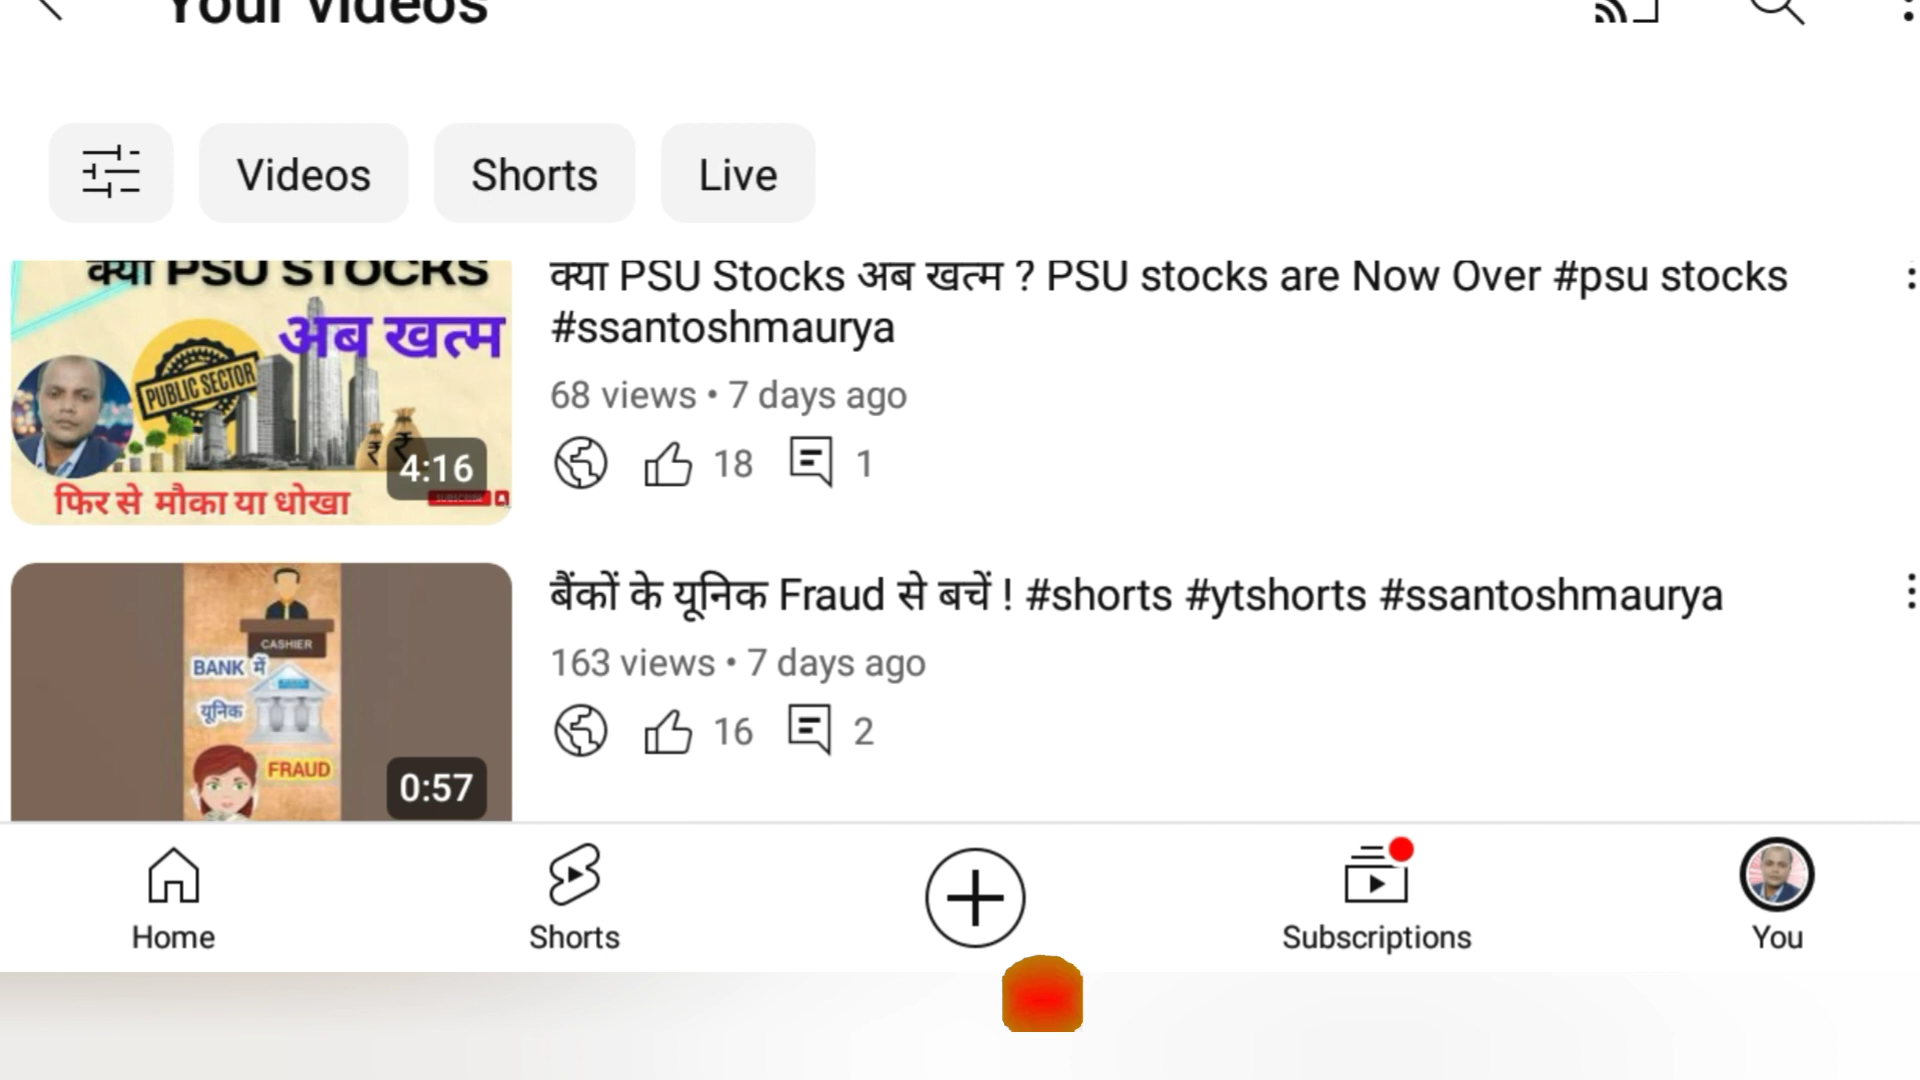 Your videos
Videos
Shorts
Live
क्या PSU STOCKS
अब खत्म
PUBLIC SECTOR
4:16
फिर से मौका या धोखा
SUBSCRIBE
क्या PSU Stocks अब खत्म ? PSU stocks are Now Over #psu stocks
#ssantoshmaurya
68 views • 7 days ago
18
1
CASHIER
BANK में
यूनिक
FRAUD
0:57
बैंकों के यूनिक Fraud से बचें ! #shorts #ytshorts #ssantoshmaurya
163 views • 7 days ago
16
2
Home
Shorts
Subscriptions
You